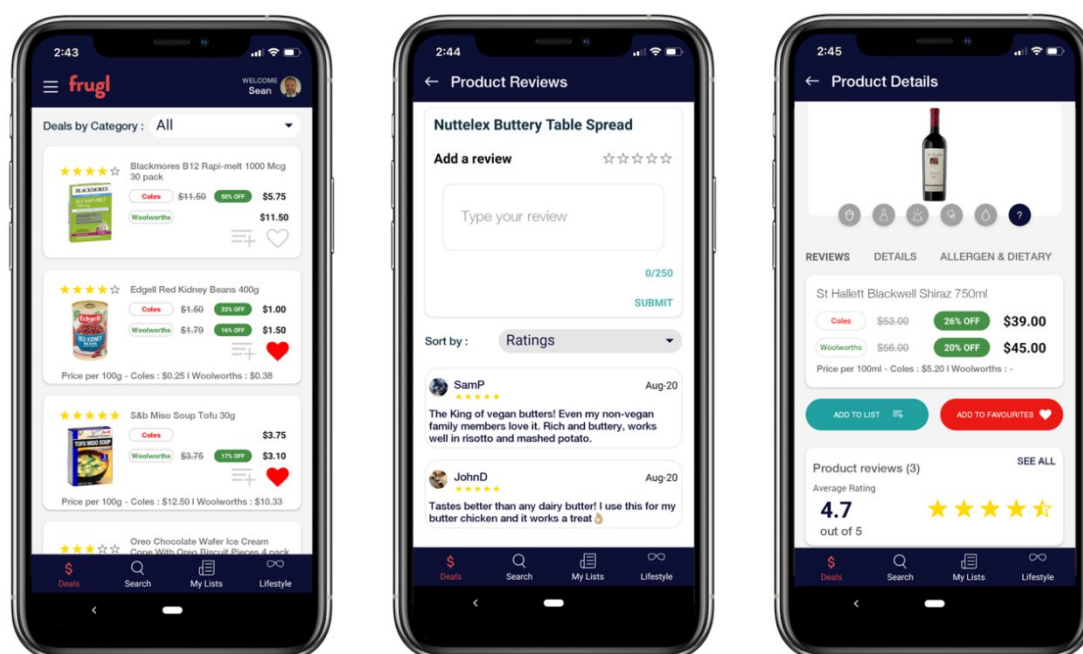 2:43
frugl
WELCOME
Sean
Deals by Category : All
Blackmores B12 Rapi-melt 1000 Mcg
30 pack
BLACKMORES
Coles $11.50 50% OFF $5.75
Woolworths $11.50
Edgell Red Kidney Beans 400g
Edgell
RED KIDNEY
BEANS
Coles $1.50 33% OFF $1.00
Woolworths $1.79 16% OFF $1.50
Price per 100g - Coles : $0.25 I Woolworths : $0.38
S&b Miso Soup Tofu 30g
TOFU MISO SOUP
Coles $3.75
Woolworths $3.75 17% OFF $3.10
Price per 100g - Coles : $12.50 I Woolworths : $10.33
Oreo Chocolate Wafer Ice Cream
Cone With Oreo Biscuit Pieces 4 pack
$
Deals Search My Lists Lifestyle
2:44
Product Reviews
Nuttelex Buttery Table Spread
Add a review
Type your review
0/250
SUBMIT
Sort by : Ratings
SamP Aug-20
The King of vegan butters! Even my non-vegan
family members love it. Rich and buttery, works
well in risotto and mashed potato.
JohnD Aug-20
Tastes better than any dairy butter! I use this for my
butter chicken and it works a treat👌🏼
$
Deals Search My Lists Lifestyle
2:45
Product Details
?
REVIEWS DETAILS ALLERGEN & DIETARY
St Hallett Blackwell Shiraz 750ml
Coles $53.00 26% OFF $39.00
Woolworths $56.00 20% OFF $45.00
Price per 100ml - Coles : $5.20 I Woolworths : -
ADD TO LIST ADD TO FAVOURITES
Product reviews (3) SEE ALL
Average Rating
4.7
out of 5
$
Deals Search My Lists Lifestyle